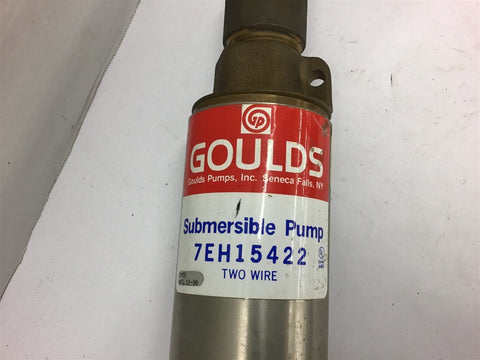 GOULDS
Goulds Pumps, Inc. Seneca Falls, NY
Submersible Pump
7EH15422
TWO WIRE